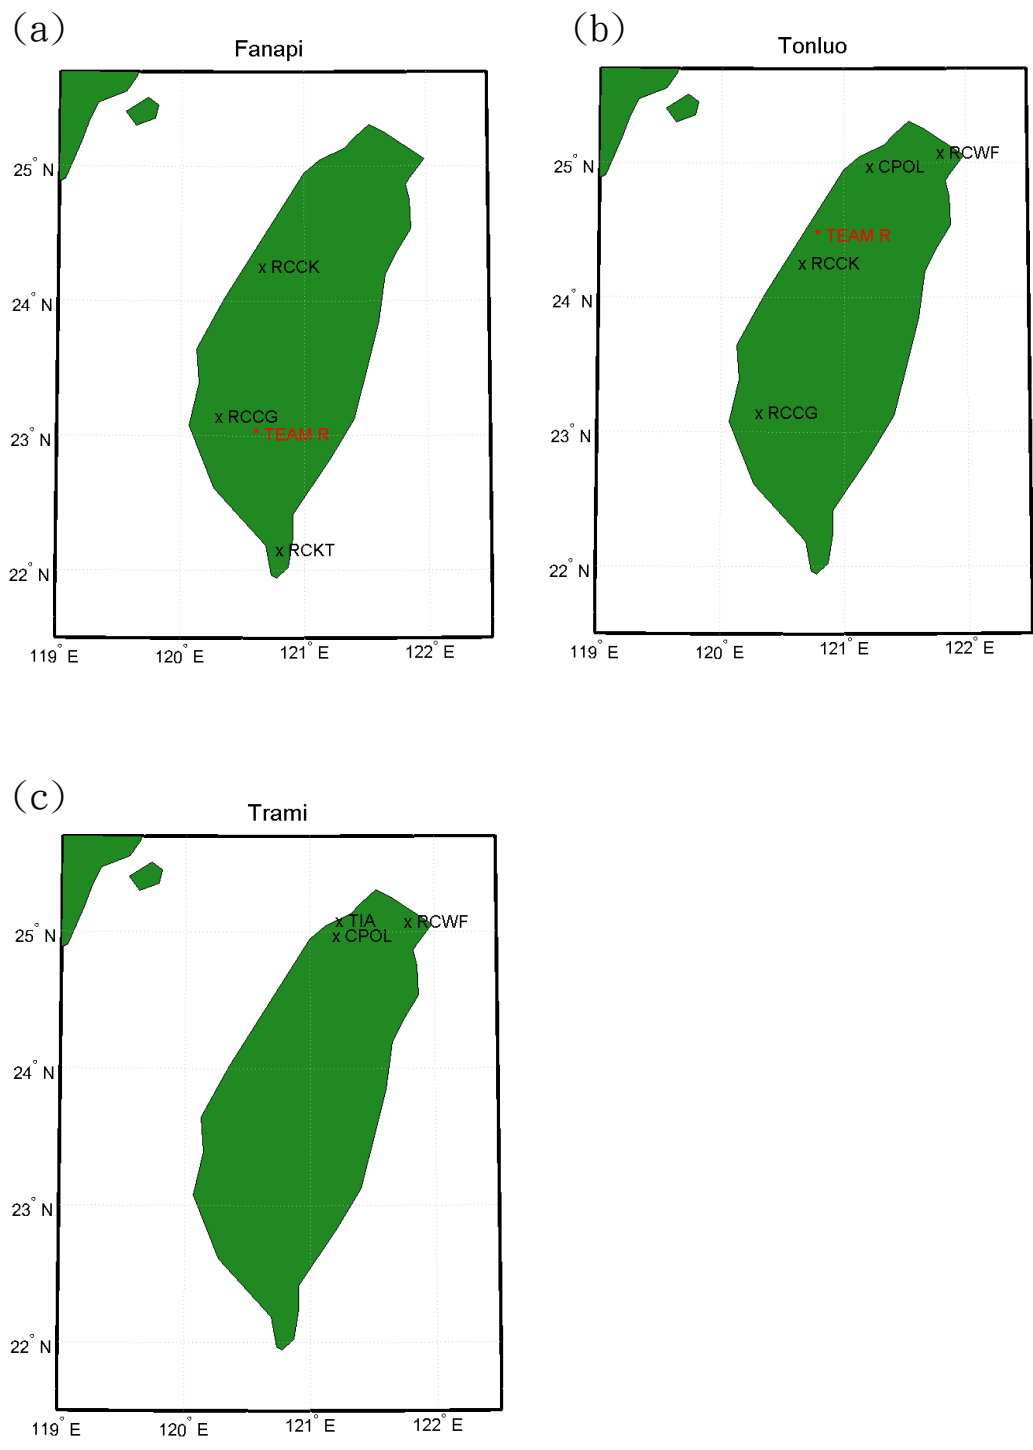 (a)
Fanapi
25° N
24° N
23° N
22° N
119° E
120° E
121° E
122° E
x RCCK
x RCCG
* TEAM R
x RCKT
(b)
Tonluo
25° N
24° N
23° N
22° N
119° E
120° E
121° E
122° E
x RCWF
x CPOL
* TEAM R
x RCCK
x RCCG
(c)
Trami
25° N
24° N
23° N
22° N
119° E
120° E
121° E
122° E
x TIA
x RCWF
x CPOL